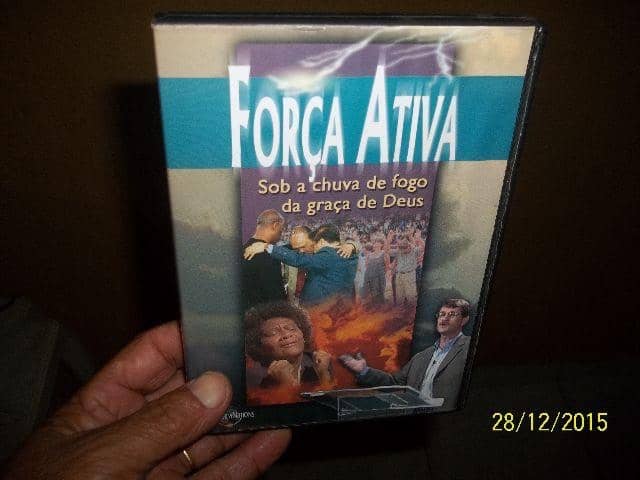 FORÇA ATIVA
Sob a chuva de fogo
da graça de Deus
28/12/2015